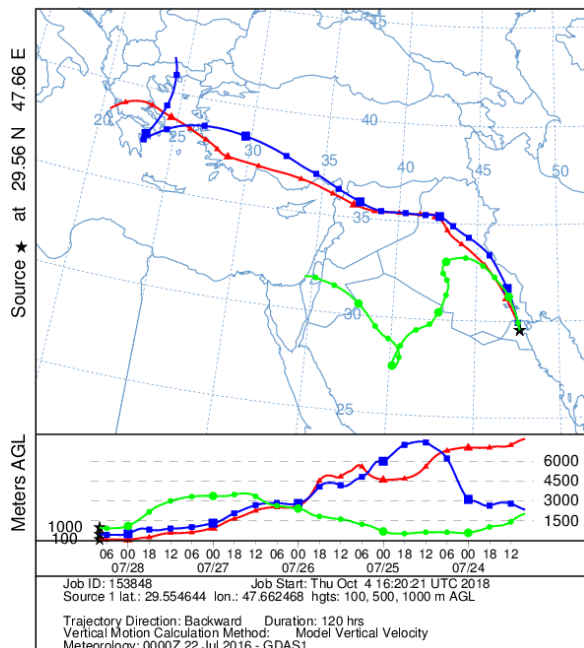 Source ★ at 29.56 N 47.66 E
45
40
35
30
25
20
25
30
35
40
45
50
Meters AGL
6000
4500
3000
1500
1000
100
06 00 18 12 06 00 18 12 06 00 18 12 06 00 18 12 06 00 18 12
07/28 07/27 07/26 07/25 07/24
Job ID: 153848 Job Start: Thu Oct 4 16:20:21 UTC 2018
Source 1 lat.: 29.554644 lon.: 47.662468 hgts: 100, 500, 1000 m AGL
Trajectory Direction: Backward Duration: 120 hrs
Vertical Motion Calculation Method: Model Vertical Velocity
Meteorology: 0000Z 22 Jul 2016 - GDAS1